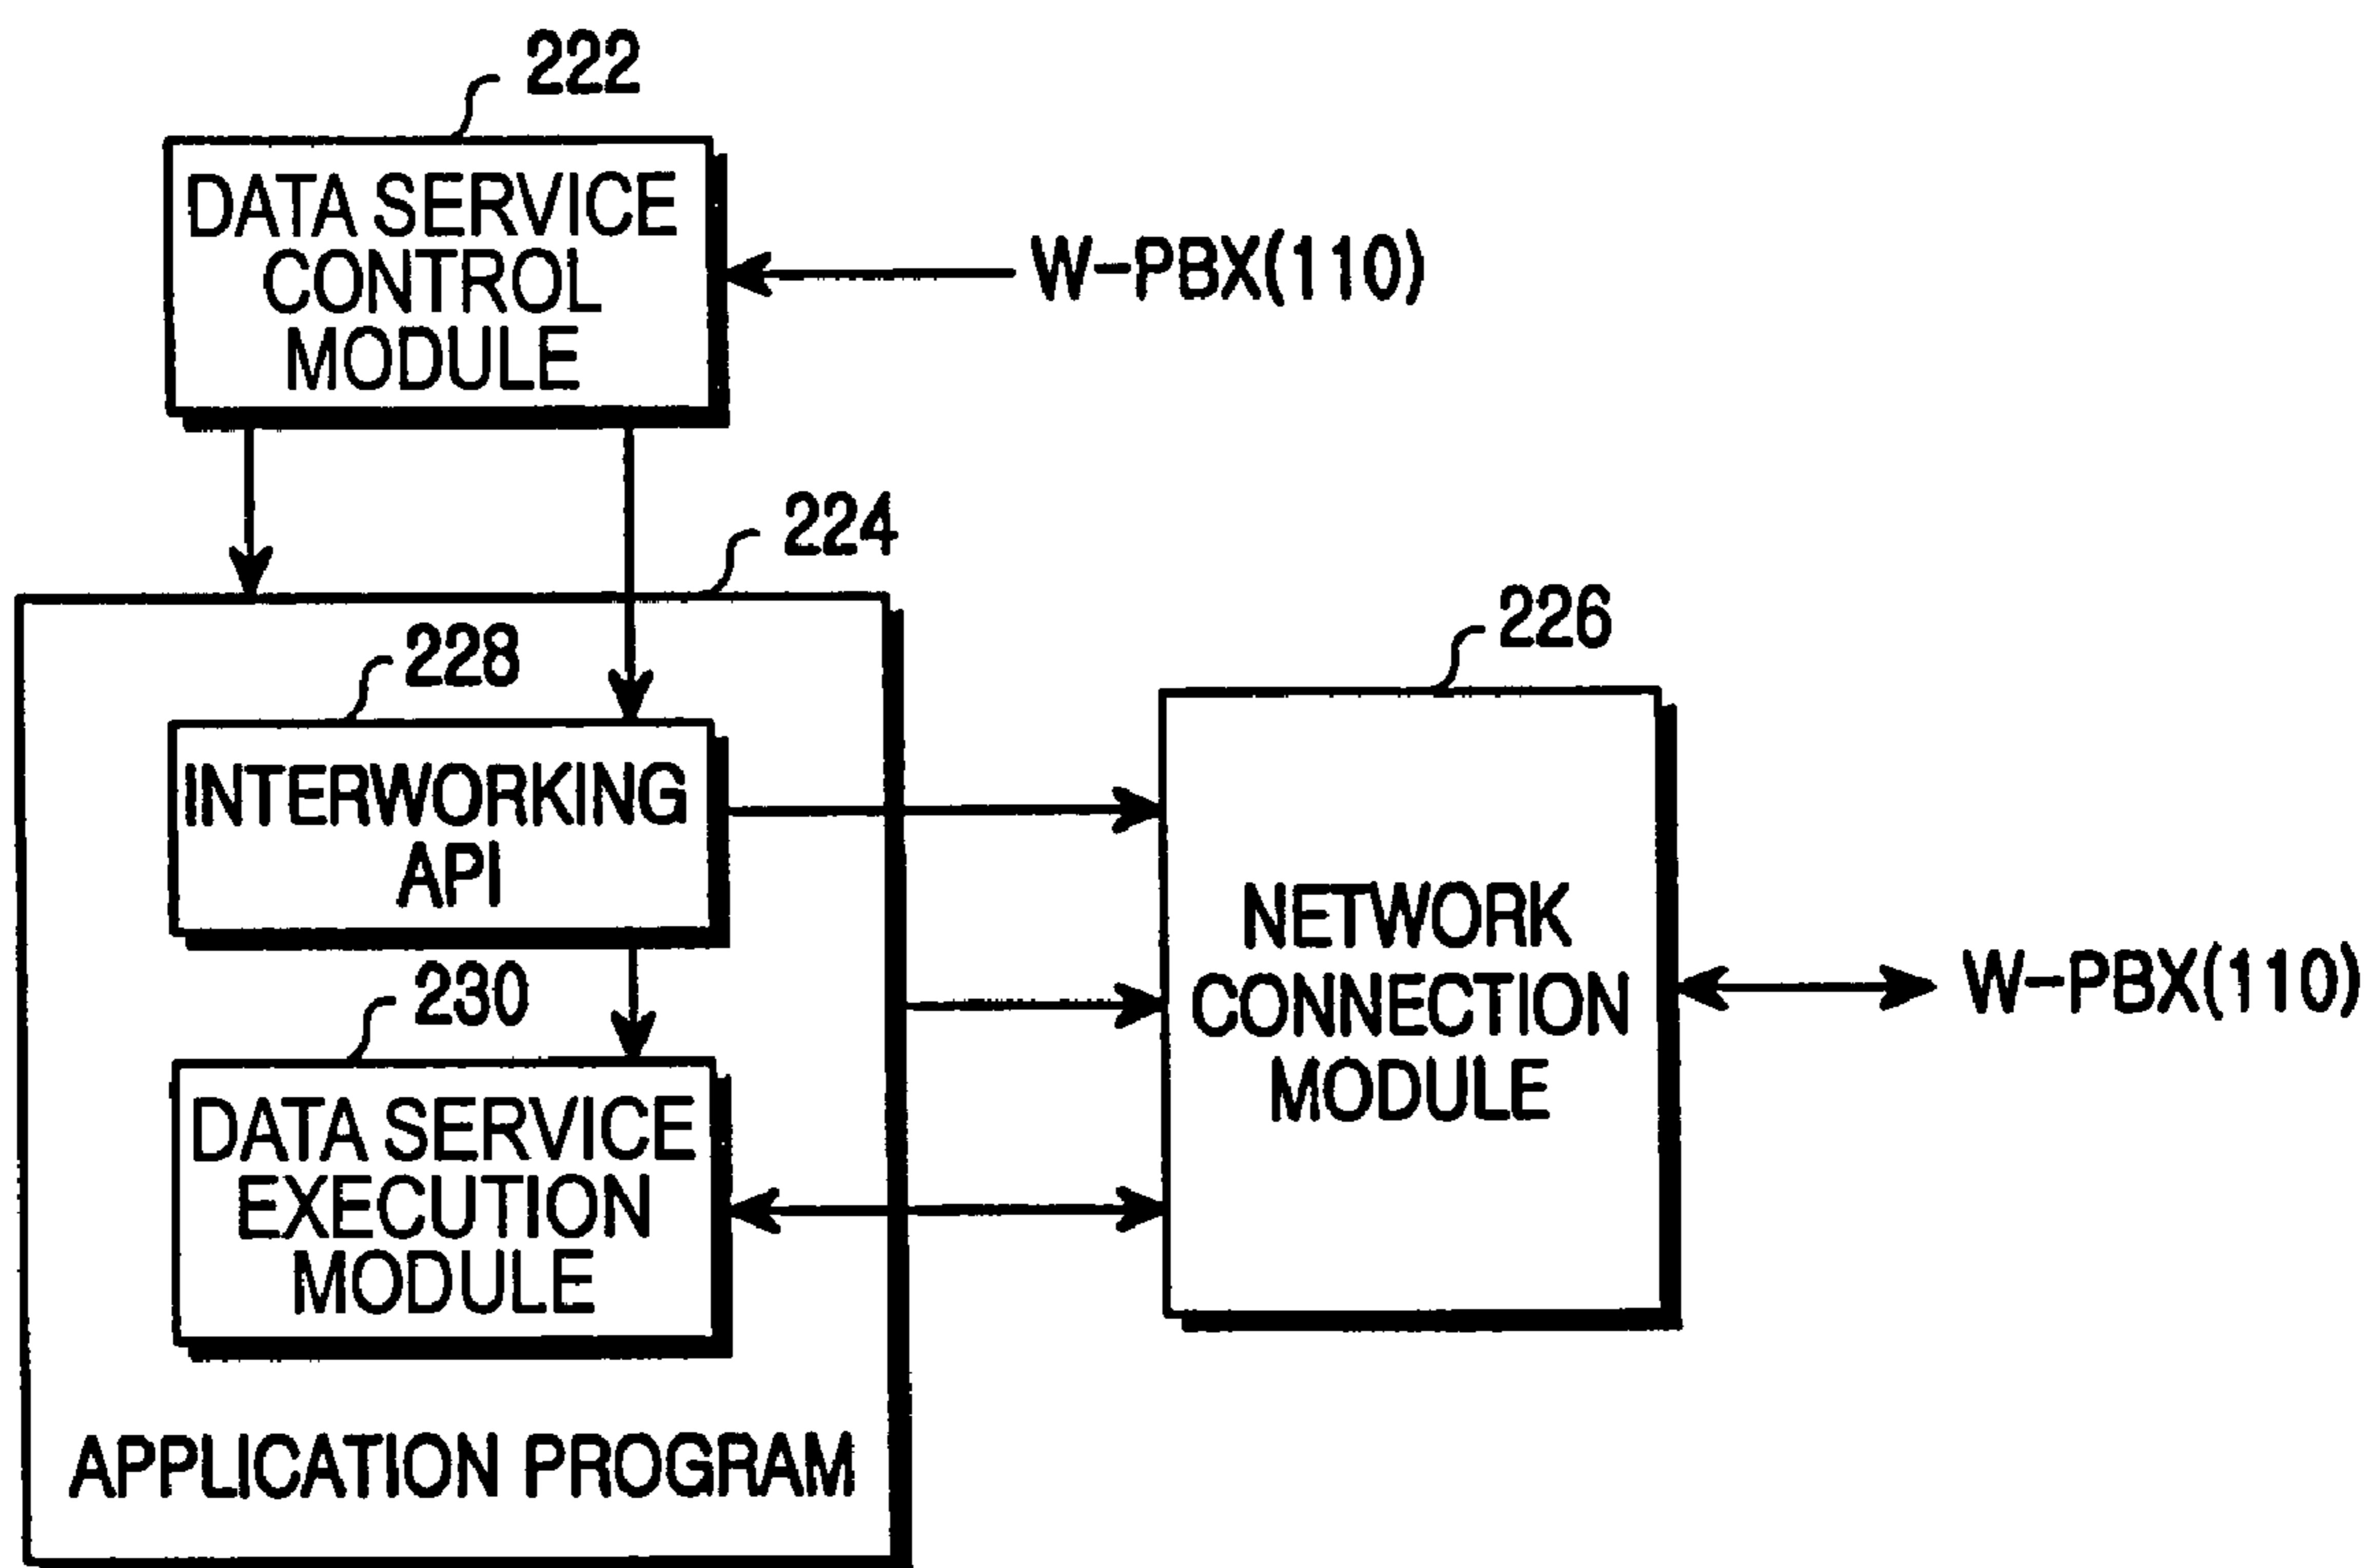 222
DATA SERVICE
CONTROL
MODULE
W-PBX(110)
224
228
INTERWORKING
API
226
NETWORK
CONNECTION
MODULE
W-PBX(110)
230
DATA SERVICE
EXECUTION
MODULE
APPLICATION PROGRAM